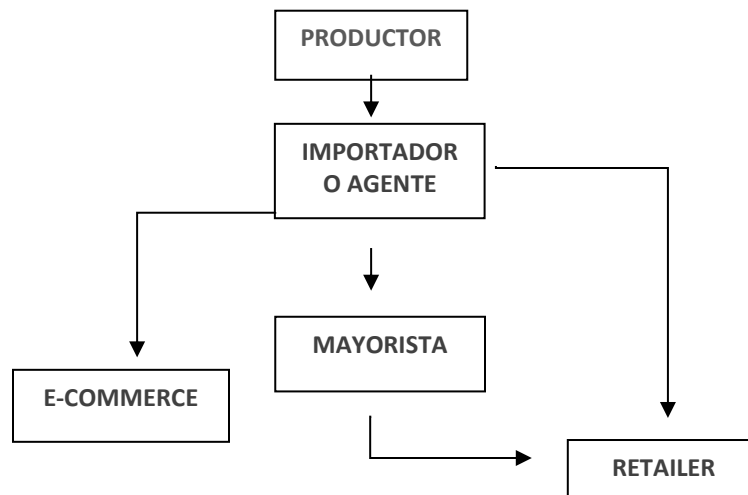 PRODUCTOR
IMPORTADOR
O AGENTE
MAYORISTA
E-COMMERCE
RETAILER